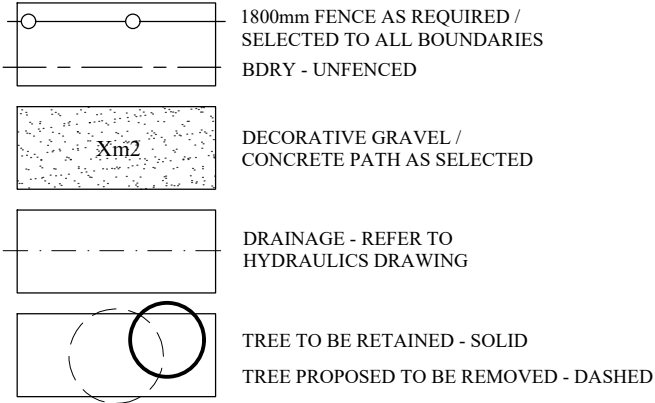 1800mm FENCE AS REQUIRED /
SELECTED TO ALL BOUNDARIES
BDRY - UNFENCED
Xm2
DECORATIVE GRAVEL /
CONCRETE PATH AS SELECTED
DRAINAGE - REFER TO
HYDRAULICS DRAWING
TREE TO BE RETAINED - SOLID
TREE PROPOSED TO BE REMOVED - DASHED